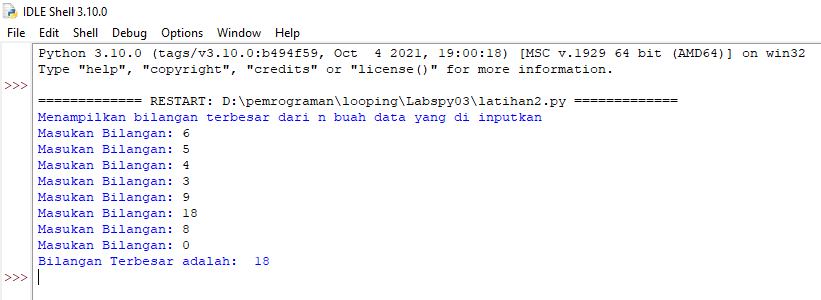 IDLE Shell 3.10.0
File Edit Shell Debug Options Window Help
Python 3.10.0 (tags/v3.10.0:b494f59, Oct  4 2021, 19:00:18) [MSC v.1929 64 bit (AMD64)] on win32
Type "help", "copyright", "credits" or "license()" for more information.
>>>
============= RESTART: D:\pemrograman\looping\Labspy03\latihan2.py =============
Menampilkan bilangan terbesar dari n buah data yang di inputkan
Masukan Bilangan: 6
Masukan Bilangan: 5
Masukan Bilangan: 4
Masukan Bilangan: 3
Masukan Bilangan: 9
Masukan Bilangan: 18
Masukan Bilangan: 8
Masukan Bilangan: 0
Bilangan Terbesar adalah:  18
>>>